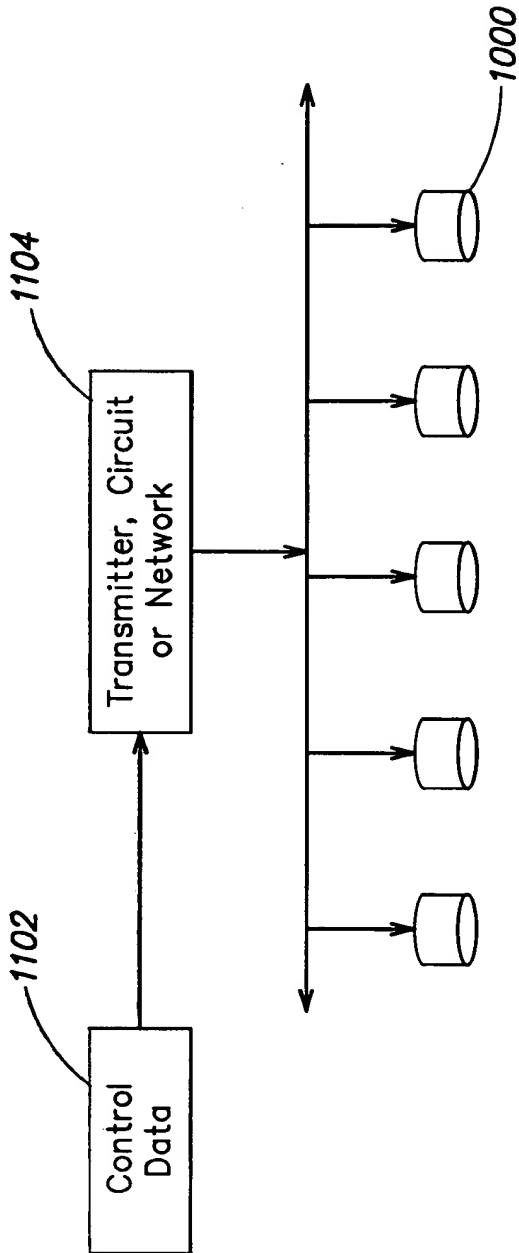 1102
Control
Data
1104
Transmitter, Circuit
or Network
1000